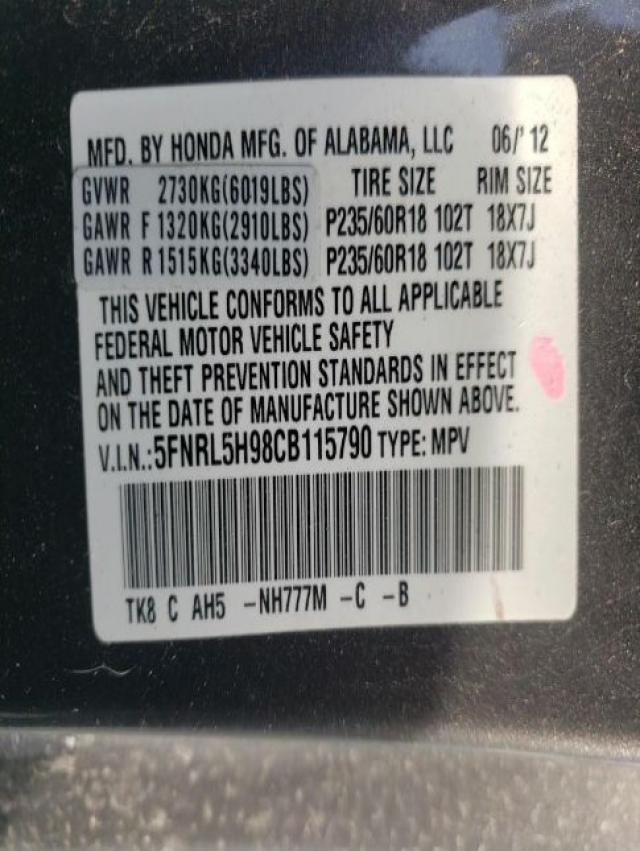 MFD. BY HONDA MFG. OF ALABAMA, LLC 06/'12
GVWR 2730KG(6019LBS) TIRE SIZE RIM SIZE
GAWR F 1320KG(2910LBS) P235/60R18 102T 18X7J
GAWR R 1515KG(3340LBS) P235/60R18 102T 18X7J
THIS VEHICLE CONFORMS TO ALL APPLICABLE
FEDERAL MOTOR VEHICLE SAFETY
AND THEFT PREVENTION STANDARDS IN EFFECT
ON THE DATE OF MANUFACTURE SHOWN ABOVE.
V.I.N.:5FNRL5H98CB115790 TYPE: MPV
TK8 C AH5 -NH777M -C -B